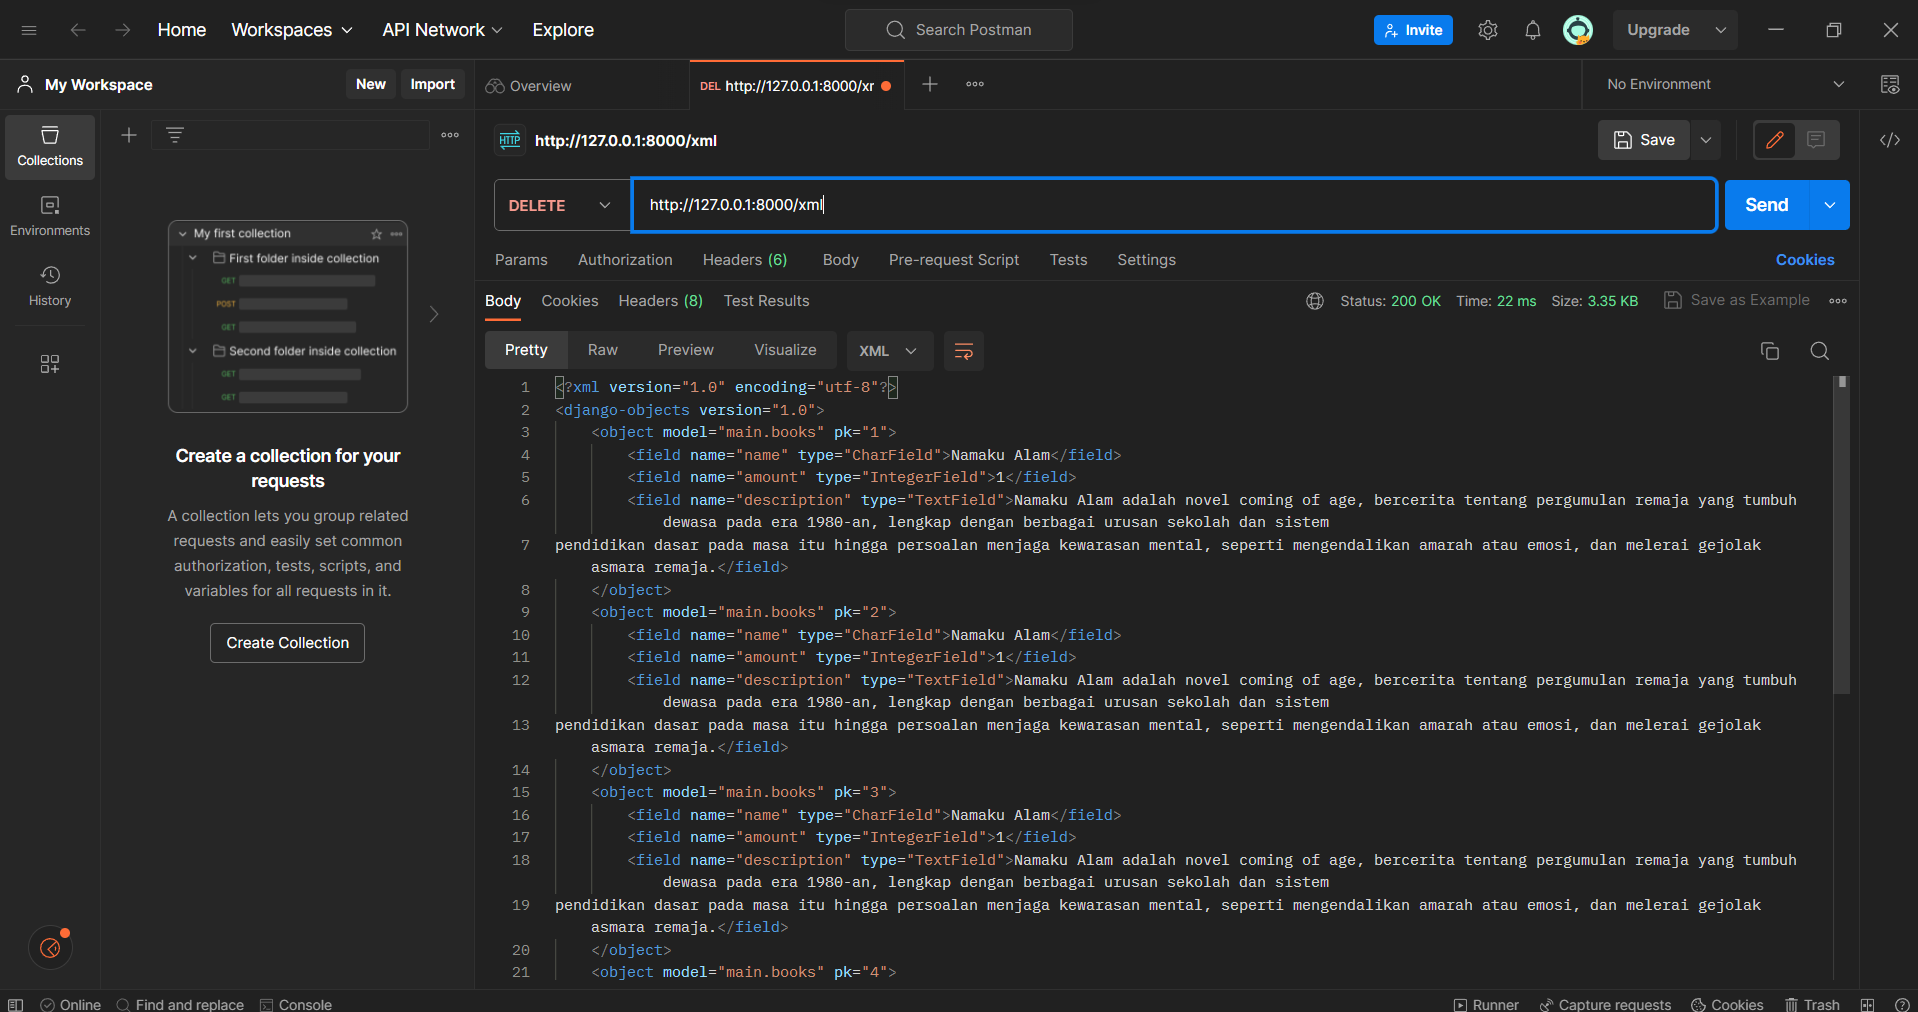 Home Workspaces API Network Explore Search Postman Invite Upgrade
My Workspace New Import Overview DEL http://127.0.0.1:8000/xr No Environment
Collections
Environments
History
My first collection
First folder inside collection
GET
POST
GET
Second folder inside collection
GET
GET
Create a collection for your
requests
A collection lets you group related
requests and easily set common
authorization, tests, scripts, and
variables for all requests in it.
Create Collection
HTTP http://127.0.0.1:8000/xml Save
DELETE http://127.0.0.1:8000/xml Send
Params Authorization Headers (6) Body Pre-request Script Tests Settings Cookies
Body Cookies Headers (8) Test Results Status: 200 OK Time: 22 ms Size: 3.35 KB Save as Example
Pretty Raw Preview Visualize XML
1 <?xml version="1.0" encoding="utf-8"?>
2 <django-objects version="1.0">
3 <object model="main.books" pk="1">
4 <field name="name" type="CharField">Namaku Alam</field>
5 <field name="amount" type="IntegerField">1</field>
6 <field name="description" type="TextField">Namaku Alam adalah novel coming of age, bercerita tentang pergumulan remaja yang tumbuh
dewasa pada era 1980-an, lengkap dengan berbagai urusan sekolah dan sistem
7 pendidikan dasar pada masa itu hingga persoalan menjaga kewarasan mental, seperti mengendalikan amarah atau emosi, dan melerai gejolak
asmara remaja.</field>
8 </object>
9 <object model="main.books" pk="2">
10 <field name="name" type="CharField">Namaku Alam</field>
11 <field name="amount" type="IntegerField">1</field>
12 <field name="description" type="TextField">Namaku Alam adalah novel coming of age, bercerita tentang pergumulan remaja yang tumbuh
dewasa pada era 1980-an, lengkap dengan berbagai urusan sekolah dan sistem
13 pendidikan dasar pada masa itu hingga persoalan menjaga kewarasan mental, seperti mengendalikan amarah atau emosi, dan melerai gejolak
asmara remaja.</field>
14 </object>
15 <object model="main.books" pk="3">
16 <field name="name" type="CharField">Namaku Alam</field>
17 <field name="amount" type="IntegerField">1</field>
18 <field name="description" type="TextField">Namaku Alam adalah novel coming of age, bercerita tentang pergumulan remaja yang tumbuh
dewasa pada era 1980-an, lengkap dengan berbagai urusan sekolah dan sistem
19 pendidikan dasar pada masa itu hingga persoalan menjaga kewarasan mental, seperti mengendalikan amarah atau emosi, dan melerai gejolak
asmara remaja.</field>
20 </object>
21 <object model="main.books" pk="4">
Online Find and replace Console Runner Capture requests Cookies Trash